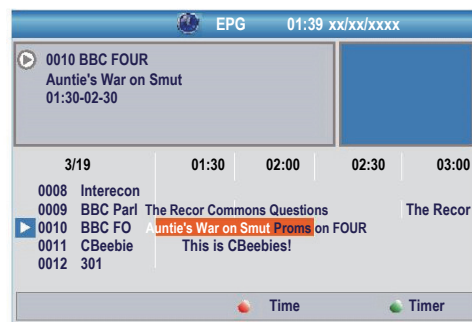 EPG 01:39 xx/xx/xxxx
0010 BBC FOUR
Auntie's War on Smut
01:30-02-30
3/19 01:30 02:00 02:30 03:00
0008 Interecon
0009 BBC Parl The Recor Commons Questions The Recor
0010 BBC FO Auntie's War on Smut Proms on FOUR
0011 CBeebie This is CBeebies!
0012 301
Time Timer